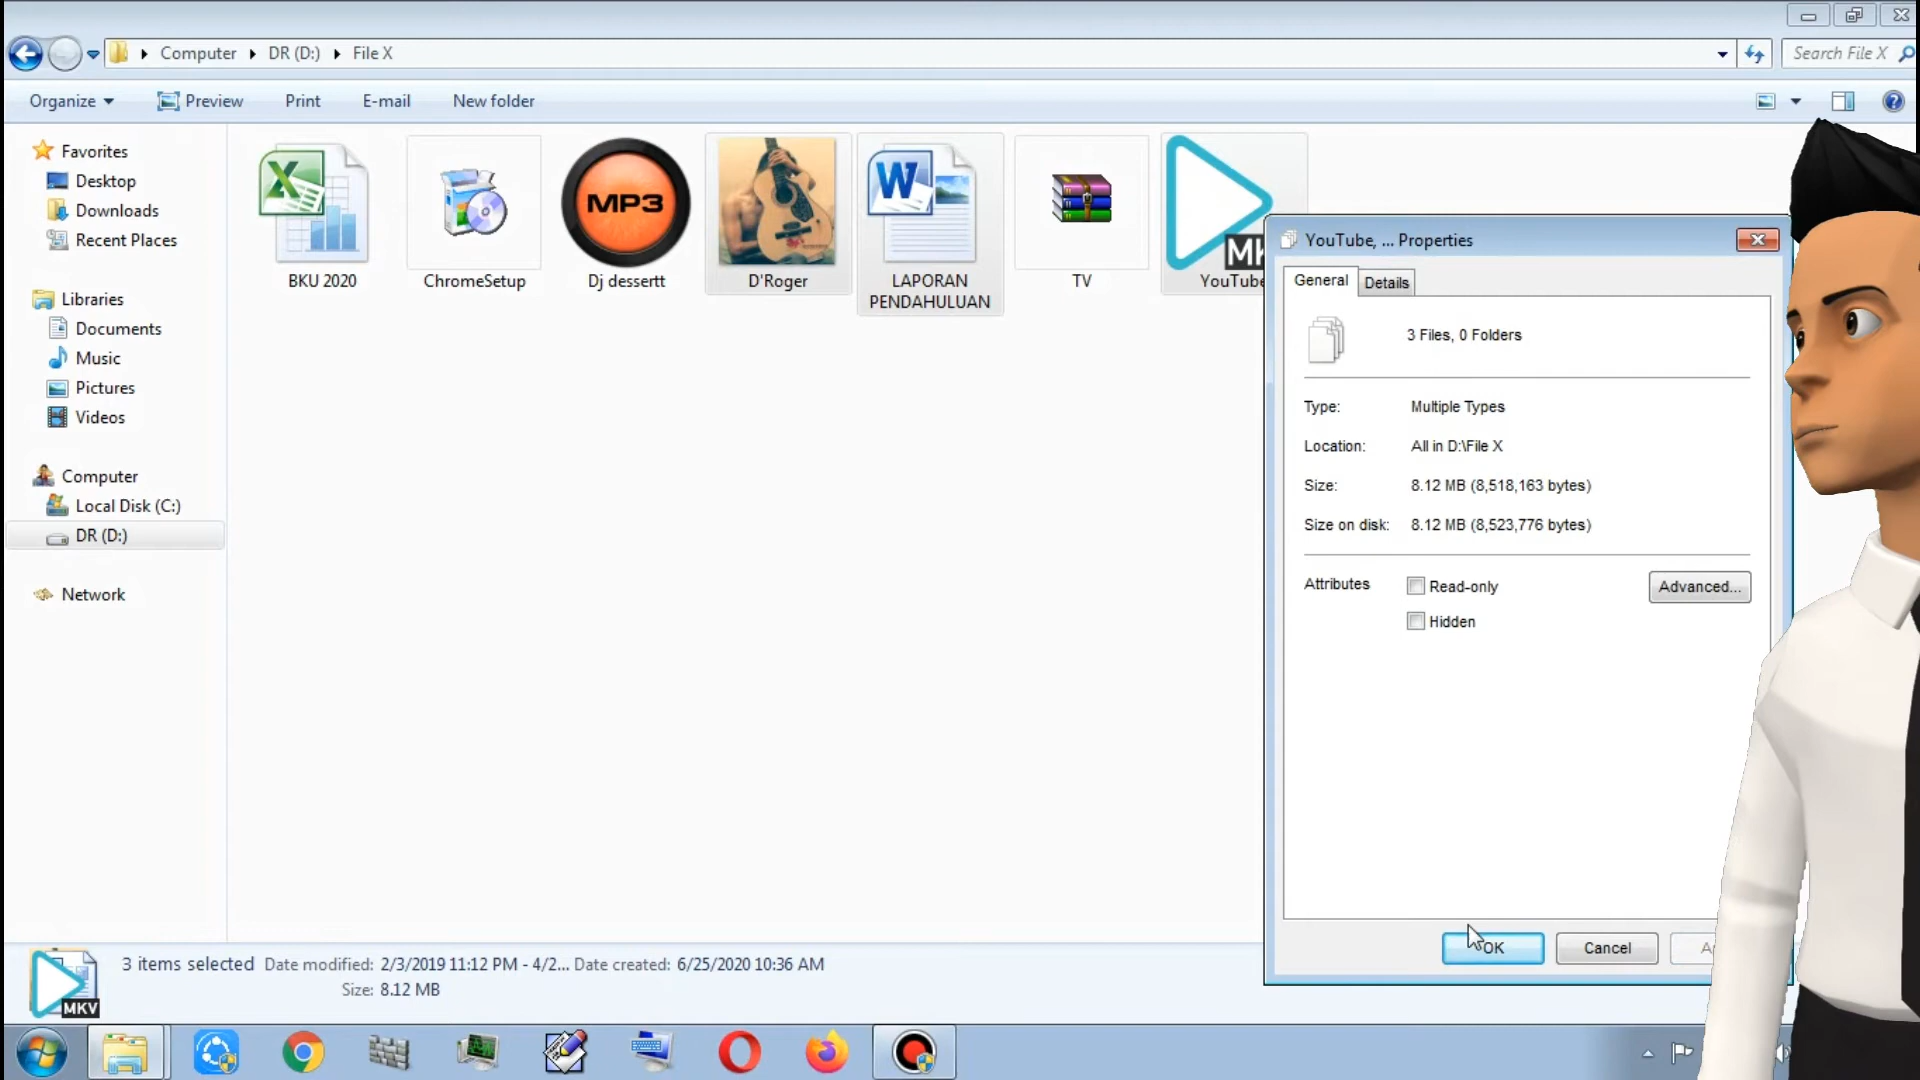 Computer DR (D:) File X
Search File X
Organize Preview Print E-mail New folder
Favorites
Desktop
Downloads
Recent Places
Libraries
Documents
Music
Pictures
Videos
Computer
Local Disk (C:)
DR (D:)
Network
MP3
BKU 2020
ChromeSetup
Dj dessertt
D'Roger
LAPORAN
PENDAHULUAN
TV
YouTube
YouTube, ... Properties
General Details
3 Files, 0 Folders
Type: Multiple Types
Location: All in D:\File X
Size: 8.12 MB (8,518,163 bytes)
Size on disk: 8.12 MB (8,523,776 bytes)
Attributes Read-only Advanced...
Hidden
OK Cancel
3 items selected Date modified: 2/3/2019 11:12 PM - 4/2... Date created: 6/25/2020 10:36 AM
Size: 8.12 MB
MKV